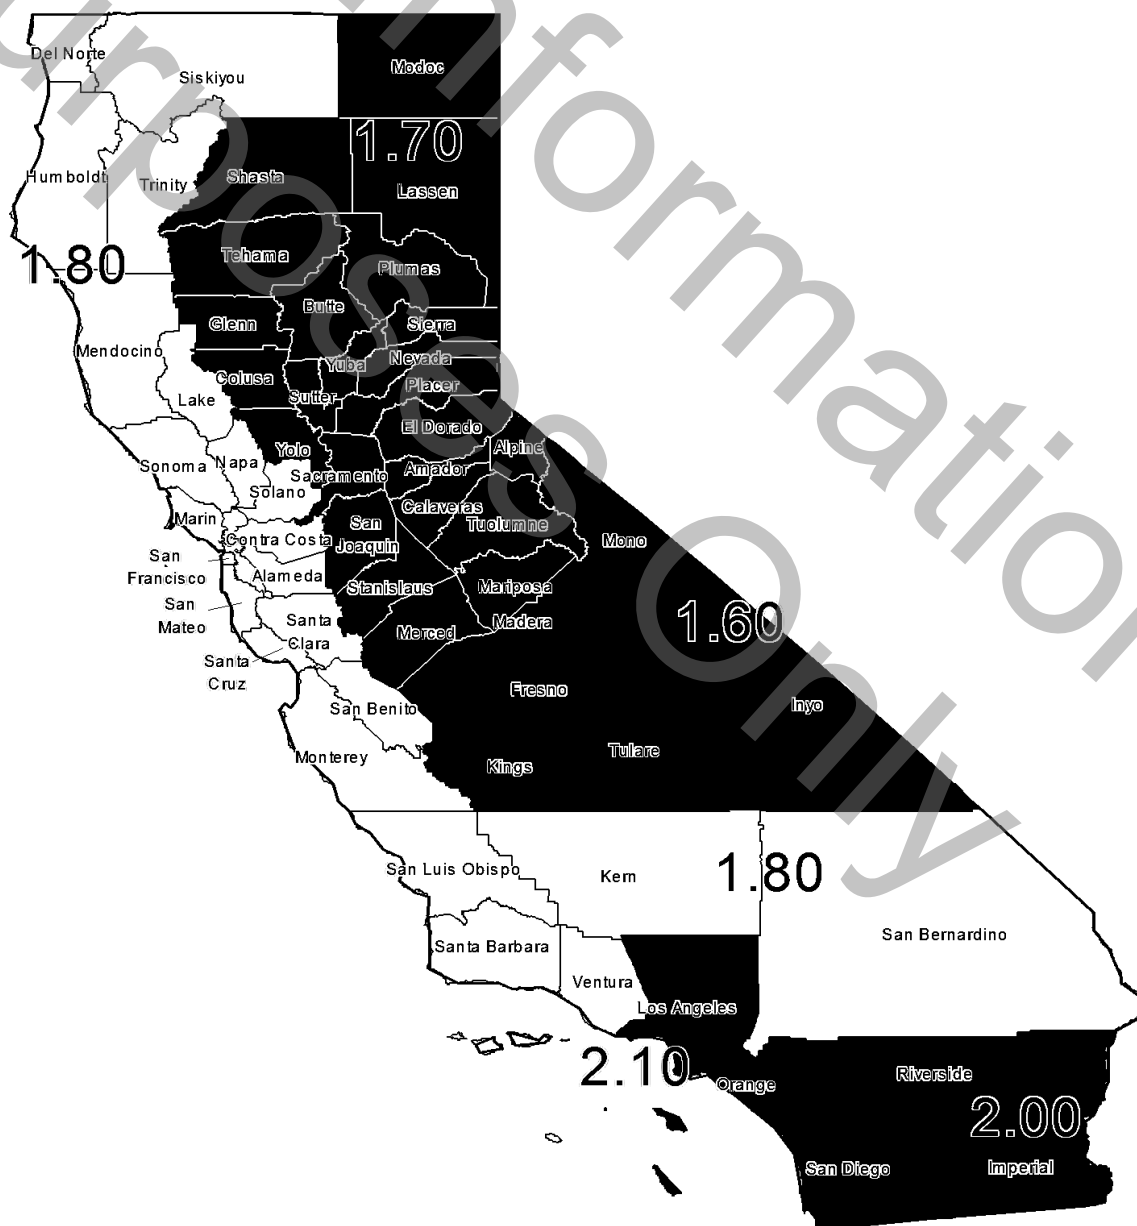 Del Norte
Siskiyou
Modoc
1.70
Humboldt
Trinity
Shasta
Lassen
1.80
Tehama
Plumas
Butte
Glenn
Sierra
Mendocino
Nevada
Yuba
Colusa
Placer
Lake
Sutter
El Dorado
Yolo
Alpine
Sonoma
Napa
Sacramento
Amador
Solano
Calaveras
Marin
San
Joaquin
Tuolumne
Contra Costa
Mono
San
Francisco
Alameda
Stanislaus
Mariposa
San
Mateo
Santa
Clara
Merced
Madera
1.60
Santa
Cruz
Fresno
San Benito
Inyo
Monterey
Kings
Tulare
San Luis Obispo
Kern
1.80
San Bernardino
Santa Barbara
Ventura
Los Angeles
2.10
Orange
Riverside
2.00
San Diego
Imperial
Information
Purposes Only